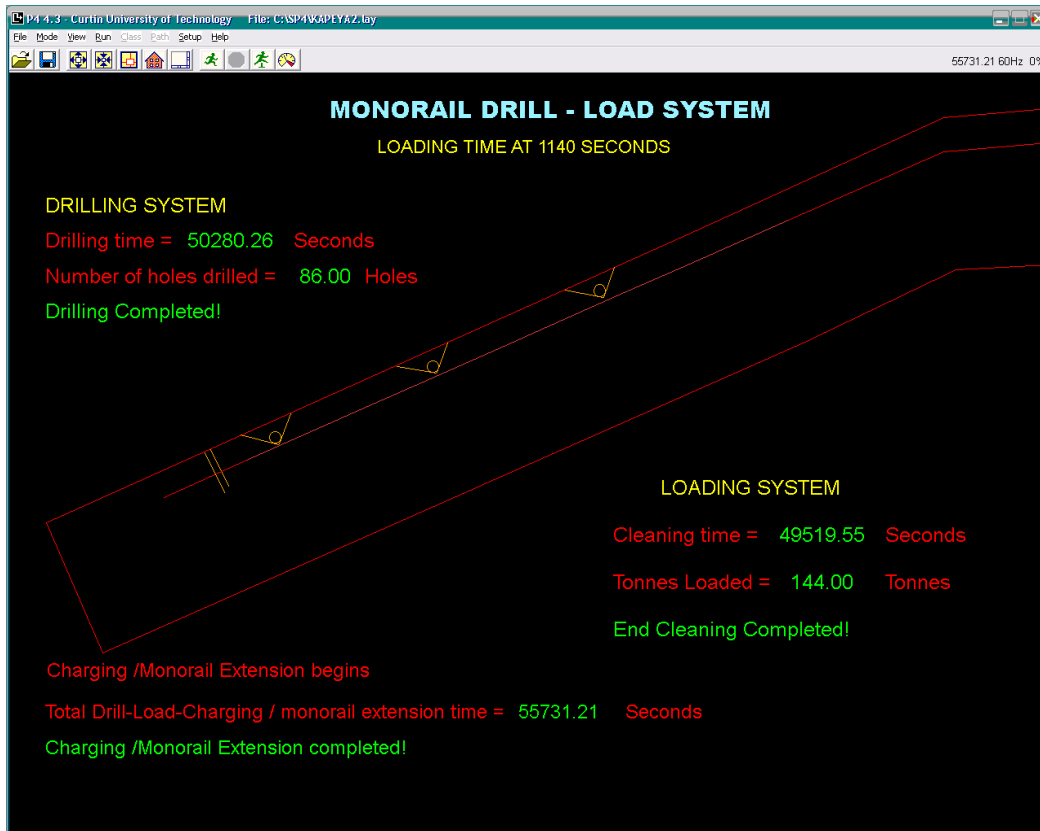 P4 4.3 - Curtin University of Technology File: C:\SP4\KAPEYA2.lay
File Mode View Run Class Path Setup Help
55731.21 60Hz 0%
MONORAIL DRILL - LOAD SYSTEM
LOADING TIME AT 1140 SECONDS
DRILLING SYSTEM
Drilling time = 50280.26 Seconds
Number of holes drilled = 86.00 Holes
Drilling Completed!
LOADING SYSTEM
Cleaning time = 49519.55 Seconds
Tonnes Loaded = 144.00 Tonnes
End Cleaning Completed!
Charging /Monorail Extension begins
Total Drill-Load-Charging / monorail extension time = 55731.21 Seconds
Charging /Monorail Extension completed!